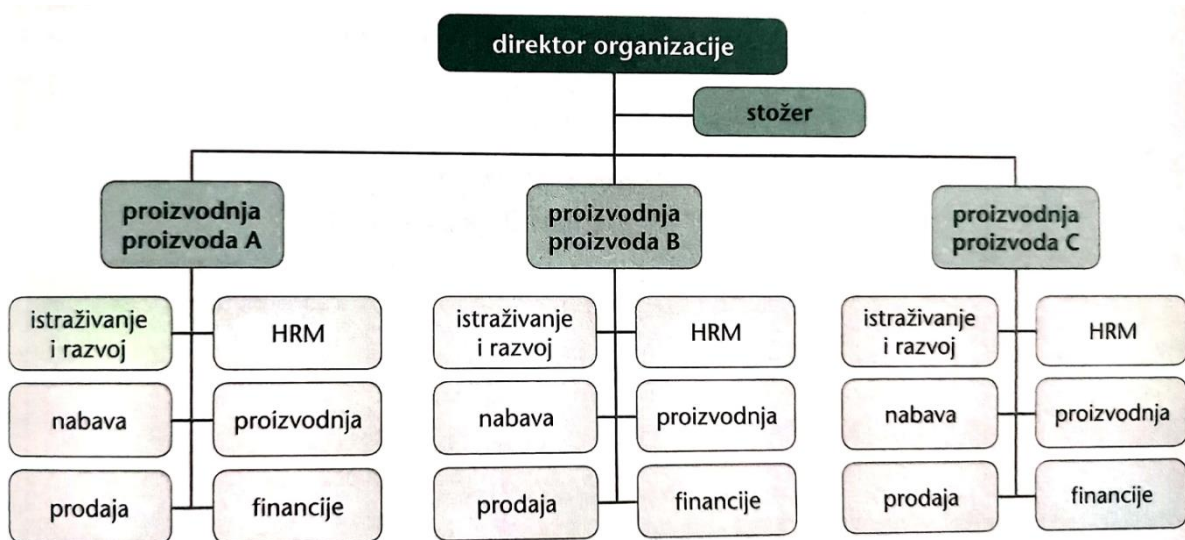 direktor organizacije
stožer
proizvodnja
proizvoda A
proizvodnja
proizvoda B
proizvodnja
proizvoda C
istraživanje
i razvoj
HRM
istraživanje
i razvoj
HRM
istraživanje
i razvoj
HRM
nabava
proizvodnja
nabava
proizvodnja
nabava
proizvodnja
prodaja
financije
prodaja
financije
prodaja
financije